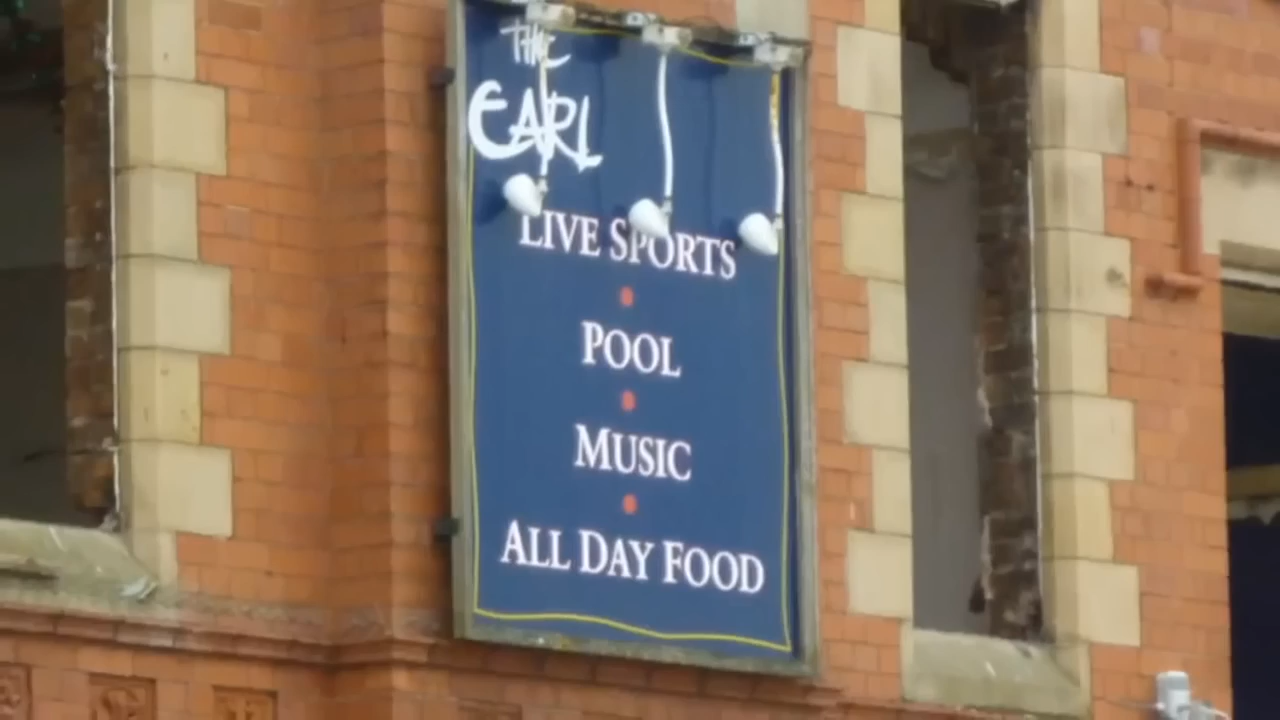 THE
EARL
LIVE SPORTS
POOL
MUSIC
ALL DAY FOOD